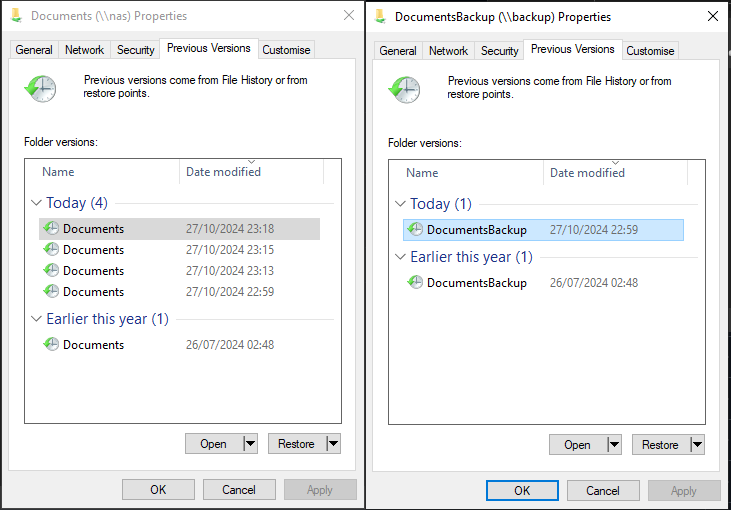 Documents (\\nas) Properties
General Network Security Previous Versions Customise
Previous versions come from File History or from
restore points.
Folder versions:
Name Date modified
Today (4)
Documents 27/10/2024 23:18
Documents 27/10/2024 23:15
Documents 27/10/2024 23:13
Documents 27/10/2024 22:59
Earlier this year (1)
Documents 26/07/2024 02:48
Open Restore
OK Cancel Apply
DocumentsBackup (\\backup) Properties
General Network Security Previous Versions Customise
Previous versions come from File History or from
restore points.
Folder versions:
Name Date modified
Today (1)
DocumentsBackup 27/10/2024 22:59
Earlier this year (1)
DocumentsBackup 26/07/2024 02:48
Open Restore
OK Cancel Apply